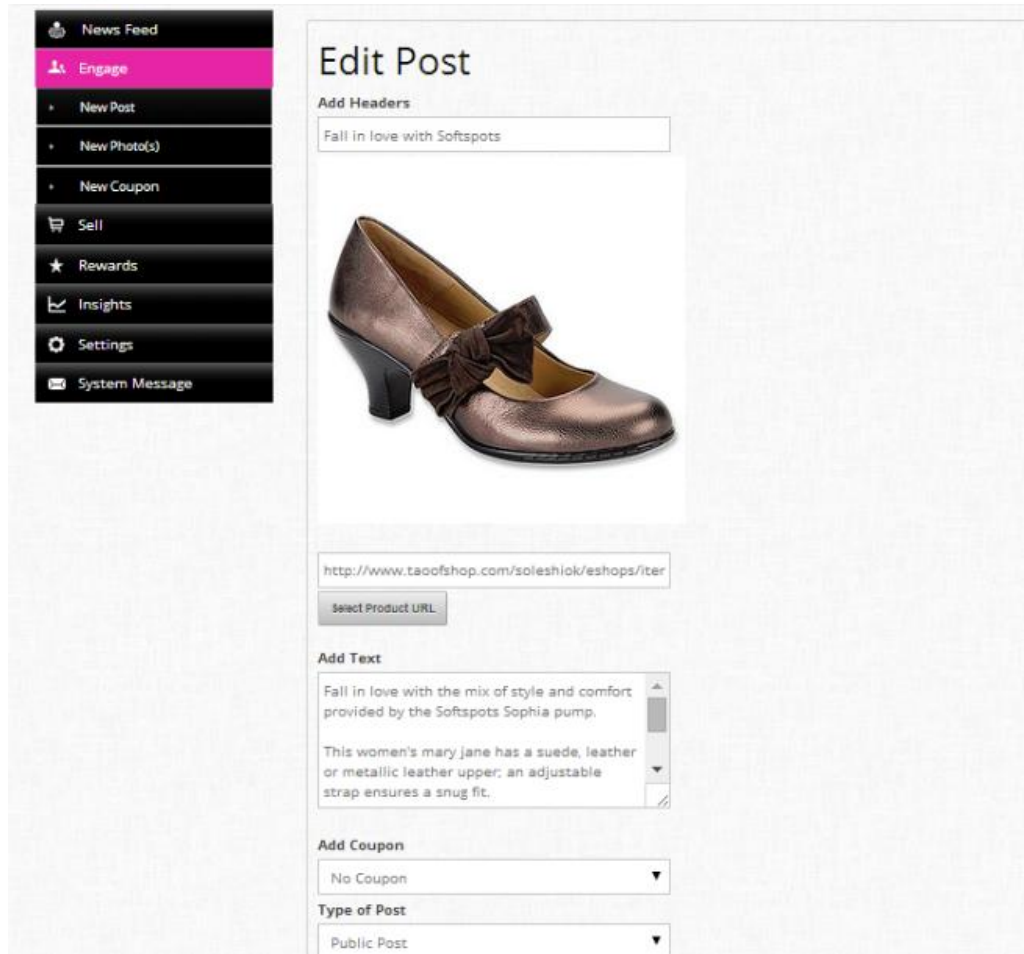 News Feed
Engage
New Post
New Photo(s)
New Coupon
Sell
Rewards
Insights
Settings
System Message
Edit Post
Add Headers
Fall in love with Softspots
http://www.taoofshop.com/soleshiok/eshops/iter
Select Product URL
Add Text
Fall in love with the mix of style and comfort
provided by the Softspots Sophia pump.
This women's mary jane has a suede, leather
or metallic leather upper; an adjustable
strap ensures a snug fit.
Add Coupon
No Coupon
Type of Post
Public Post